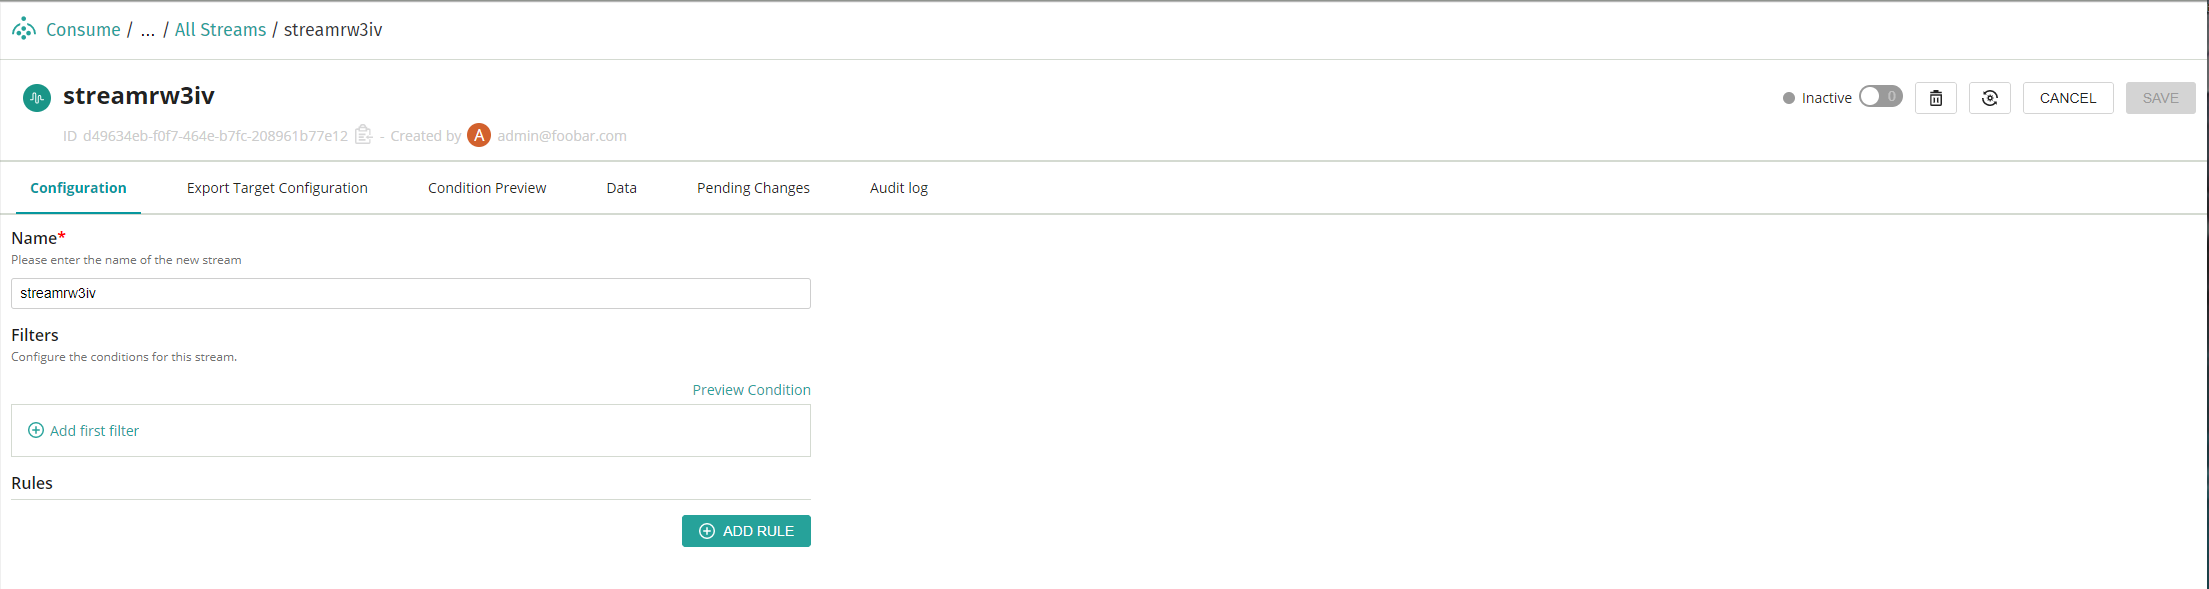 Consume / ... / All Streams / streamrw3iv
streamrw3iv
Inactive 0 CANCEL SAVE
ID d49634eb-f0f7-464e-b7fc-208961b77e12 - Created by A admin@foobar.com
Configuration Export Target Configuration Condition Preview Data Pending Changes Audit log
Name*
Please enter the name of the new stream
streamrw3iv
Filters
Configure the conditions for this stream.
Preview Condition
Add first filter
Rules
ADD RULE